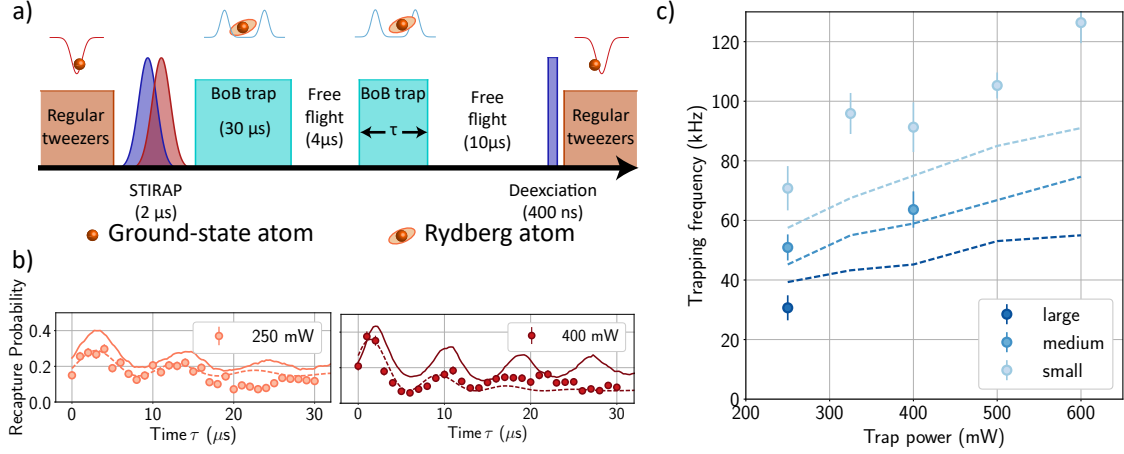 a)
Regular
tweezers
BoB trap
(30 µs)
Free
flight
(4µs)
BoB trap
τ
Free
flight
(10µs)
Regular
tweezers
STIRAP
(2 µs)
Deexciation
(400 ns)
Ground-state atom
Rydberg atom
b)
Recapture Probability
0.4
0.2
0.0
250 mW
0
10
20
30
Time τ (µs)
400 mW
0
10
20
30
Time τ (µs)
c)
Trapping frequency (kHz)
120
100
80
60
40
20
0
large
medium
small
200
300
400
500
600
Trap power (mW)